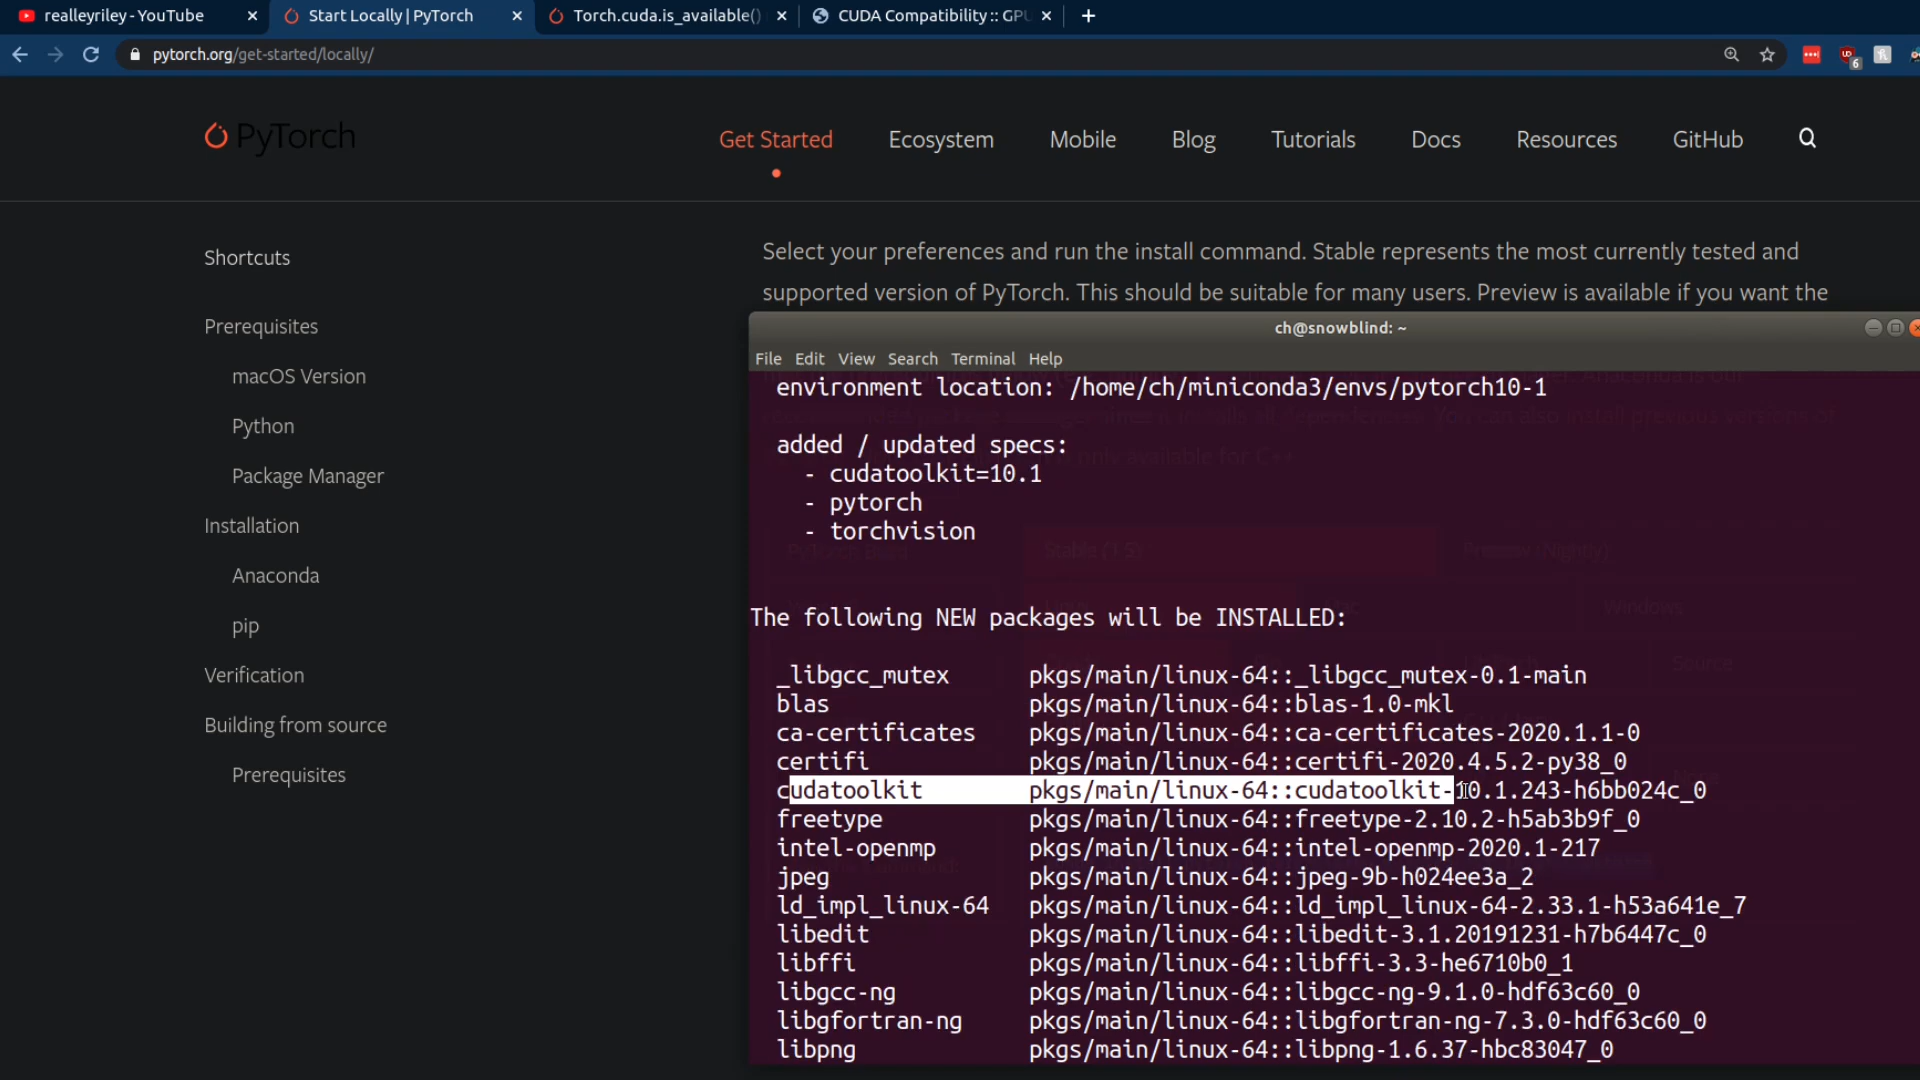 realleyriley - YouTube
Start Locally | PyTorch
Torch.cuda.is_available()
CUDA Compatibility :: GPU
pytorch.org/get-started/locally/
6
PyTorch
Get Started
Ecosystem
Mobile
Blog
Tutorials
Docs
Resources
GitHub
Shortcuts
Prerequisites
macOS Version
Python
Package Manager
Installation
Anaconda
pip
Verification
Building from source
Prerequisites
Select your preferences and run the install command. Stable represents the most currently tested and
supported version of PyTorch. This should be suitable for many users. Preview is available if you want the
ch@snowblind: ~
File Edit View Search Terminal Help
environment location: /home/ch/miniconda3/envs/pytorch10-1
added / updated specs:
- cudatoolkit=10.1
- pytorch
- torchvision
Stable (1.5)
Preview (Nightly)
Windows
Source
The following NEW packages will be INSTALLED:
_libgcc_mutex pkgs/main/linux-64::_libgcc_mutex-0.1-main
blas pkgs/main/linux-64::blas-1.0-mkl
ca-certificates pkgs/main/linux-64::ca-certificates-2020.1.1-0
certifi pkgs/main/linux-64::certifi-2020.4.5.2-py38_0
cudatoolkit pkgs/main/linux-64::cudatoolkit-10.1.243-h6bb024c_0
freetype pkgs/main/linux-64::freetype-2.10.2-h5ab3b9f_0
intel-openmp pkgs/main/linux-64::intel-openmp-2020.1-217
jpeg pkgs/main/linux-64::jpeg-9b-h024ee3a_2
ld_impl_linux-64 pkgs/main/linux-64::ld_impl_linux-64-2.33.1-h53a641e_7
libedit pkgs/main/linux-64::libedit-3.1.20191231-h7b6447c_0
libffi pkgs/main/linux-64::libffi-3.3-he6710b0_1
libgcc-ng pkgs/main/linux-64::libgcc-ng-9.1.0-hdf63c60_0
libgfortran-ng pkgs/main/linux-64::libgfortran-ng-7.3.0-hdf63c60_0
libpng pkgs/main/linux-64::libpng-1.6.37-hbc83047_0